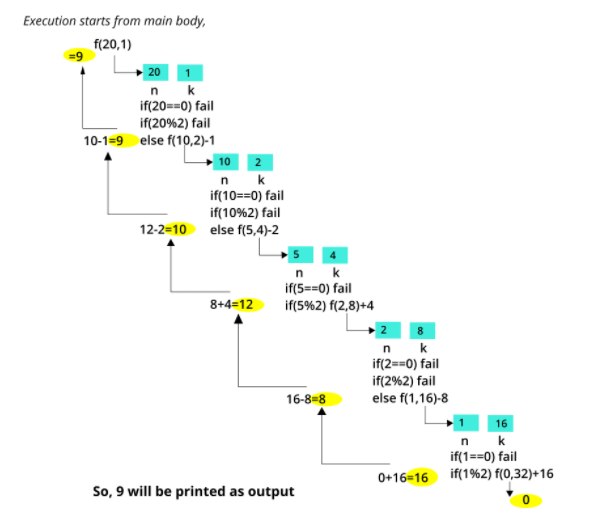 Execution starts from main body,
f(20,1)
=9
20 1
n k
if(20==0) fail
if(20%2) fail
10-1=9 else f(10,2)-1
10 2
n k
if(10==0) fail
if(10%2) fail
12-2=10 else f(5,4)-2
5 4
n k
if(5==0) fail
8+4=12 if(5%2) f(2,8)+4
2 8
n k
if(2==0) fail
if(2%2) fail
16-8=8 else f(1,16)-8
1 16
n k
if(1==0) fail
0+16=16 if(1%2) f(0,32)+16
So, 9 will be printed as output
0